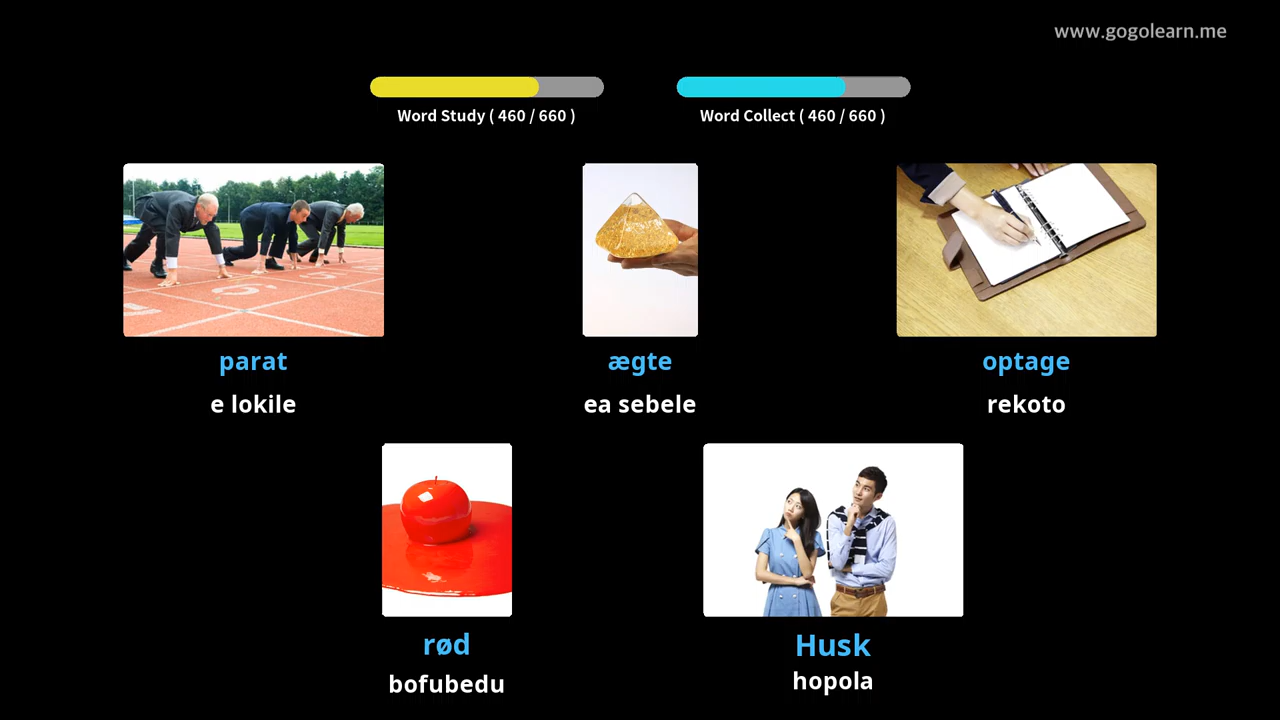 www.gogolearn.me
Word Study ( 460 / 660 )
Word Collect ( 460 / 660 )
parat
e lokile
ægte
ea sebele
optage
rekoto
rød
bofubedu
Husk
hopola